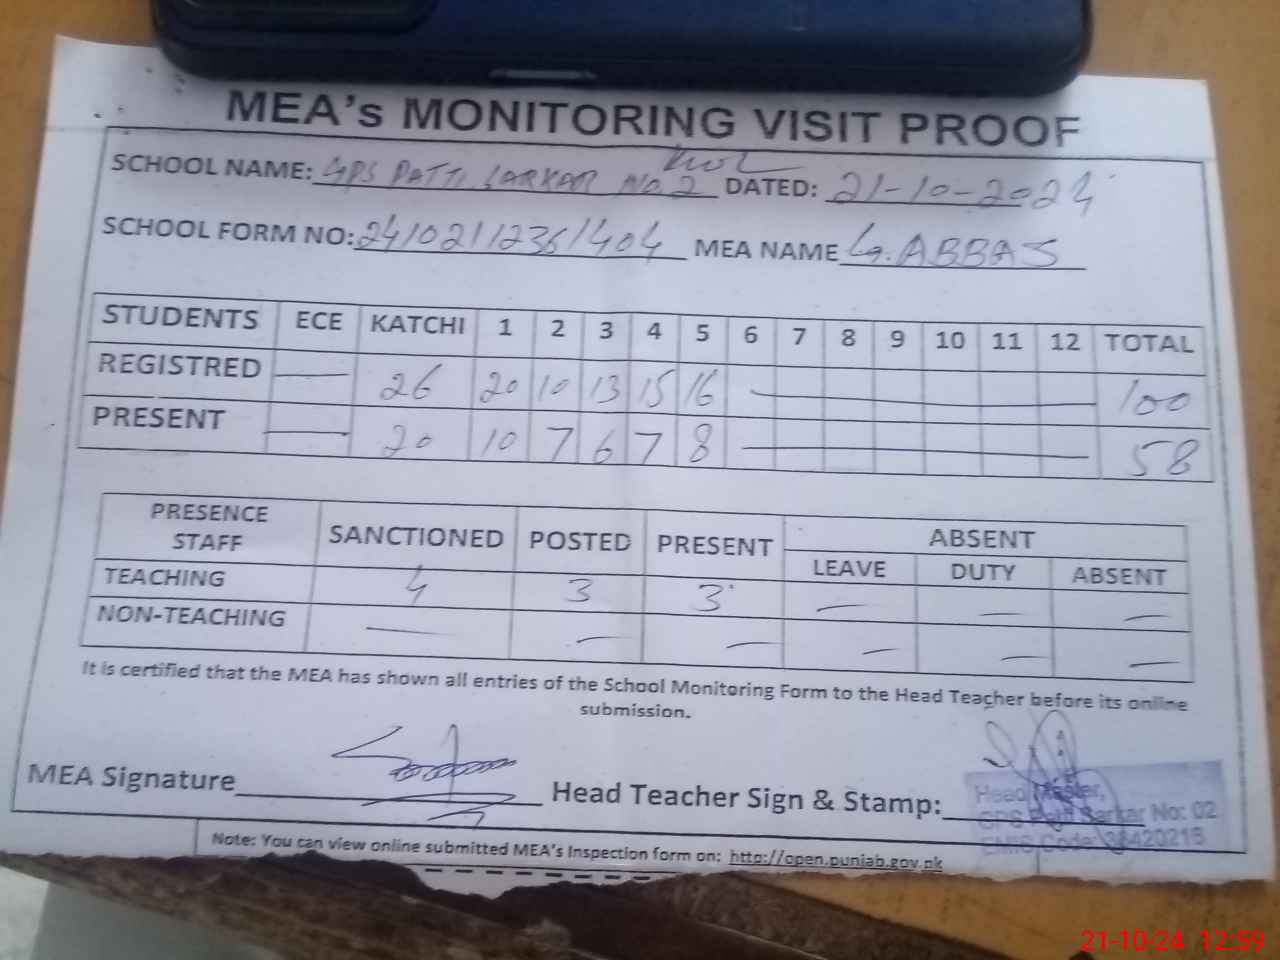 MEA's MONITORING VISIT PROOF
SCHOOL NAME: GPS PATTI SARKAR NO.2 DATED: 21-10-2024
SCHOOL FORM NO: 24102112361404 MEA NAME G. ABBAS
STUDENTS ECE KATCHI 1 2 3 4 5 6 7 8 9 10 11 12 TOTAL
REGISTRED — 26 20 10 13 15 16 — 100
PRESENT — 20 10 7 6 7 8 — 58
PRESENCE STAFF SANCTIONED POSTED PRESENT ABSENT
LEAVE DUTY ABSENT
TEACHING 4 3 3 — — —
NON-TEACHING — — — — — —
It is certified that the MEA has shown all entries of the School Monitoring Form to the Head Teacher before its online
submission.
MEA Signature Head Teacher Sign & Stamp:
Head Master,
GPS Patti Sarkar No: 02
EMIS Code:
Note: You can view online submitted MEA's Inspection form on: http://open.punjab.gov.pk
21-10-24 12:59